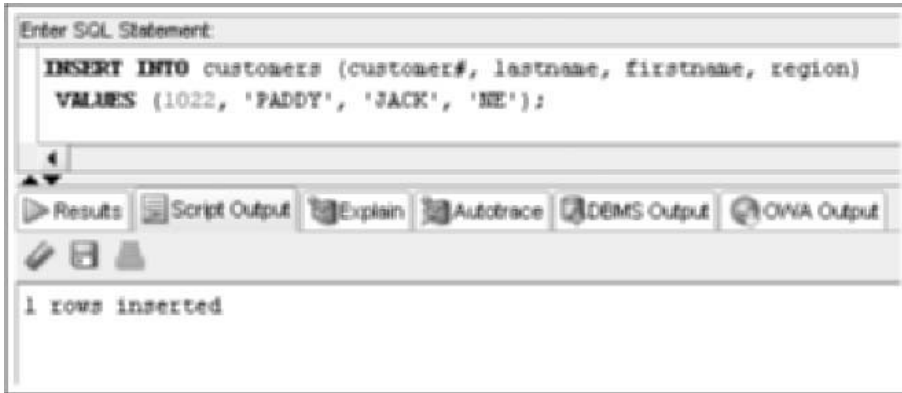 Enter SQL Statement:
INSERT INTO customers (customer#, lastname, firstname, region)
VALUES (1022, 'PADDY', 'JACK', 'NE');
Results Script Output Explain Autotrace DBMS Output OWA Output
1 rows inserted